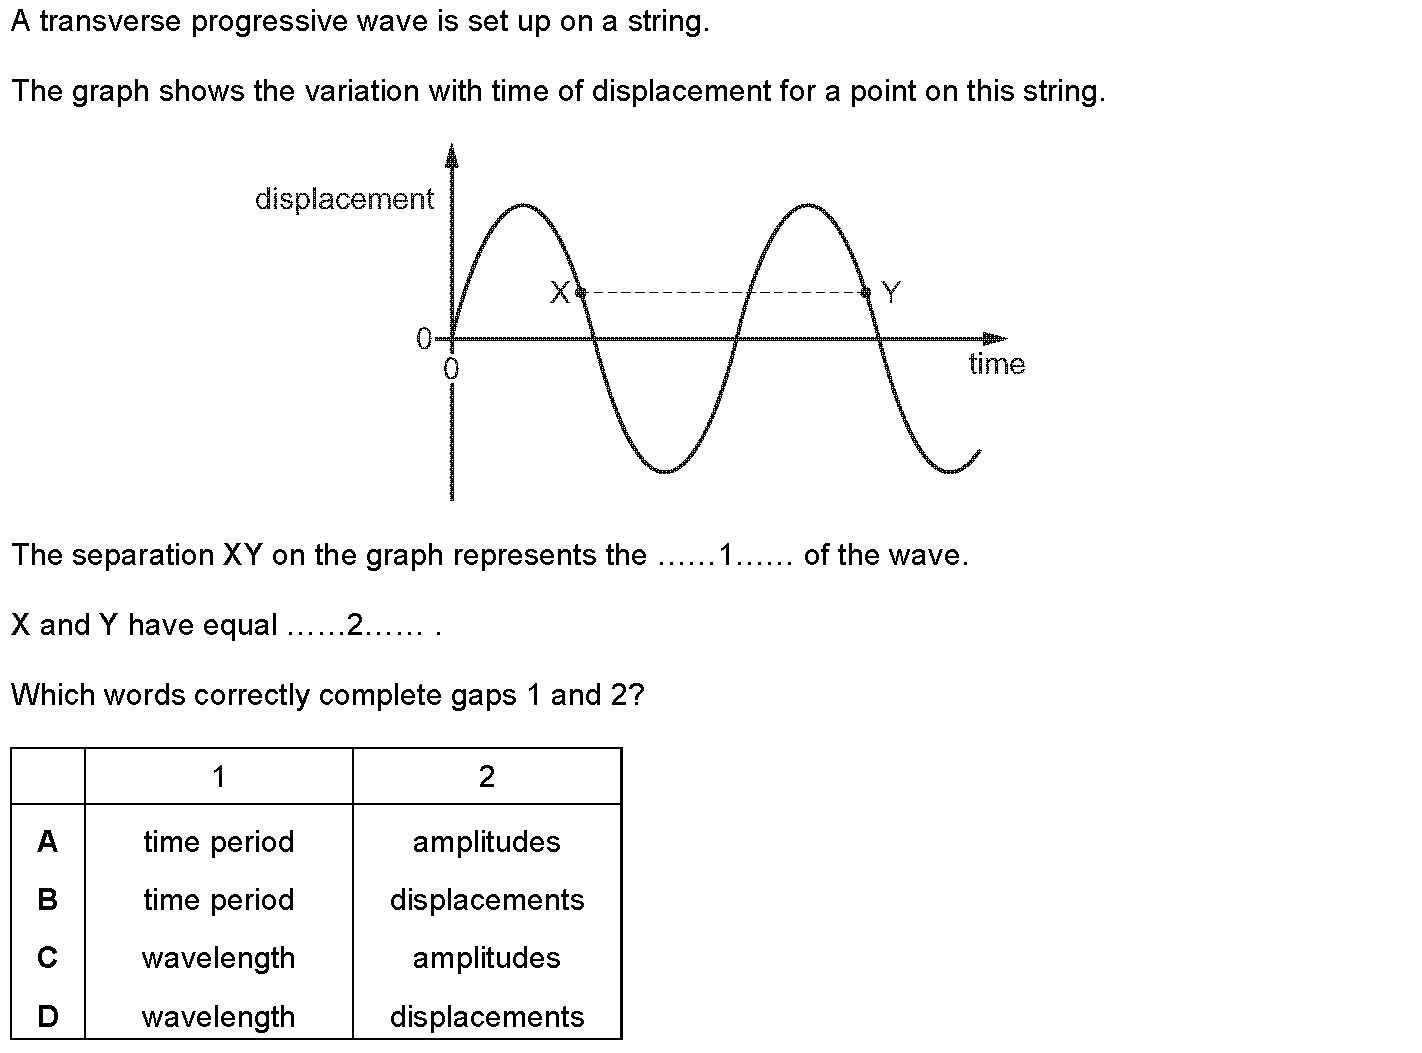 A transverse progressive wave is set up on a string.
The graph shows the variation with time of displacement for a point on this string.
displacement
X
Y
0
0
time
The separation XY on the graph represents the ......1...... of the wave.
X and Y have equal ......2...... .
Which words correctly complete gaps 1 and 2?
1 2
A time period amplitudes
B time period displacements
C wavelength amplitudes
D wavelength displacements